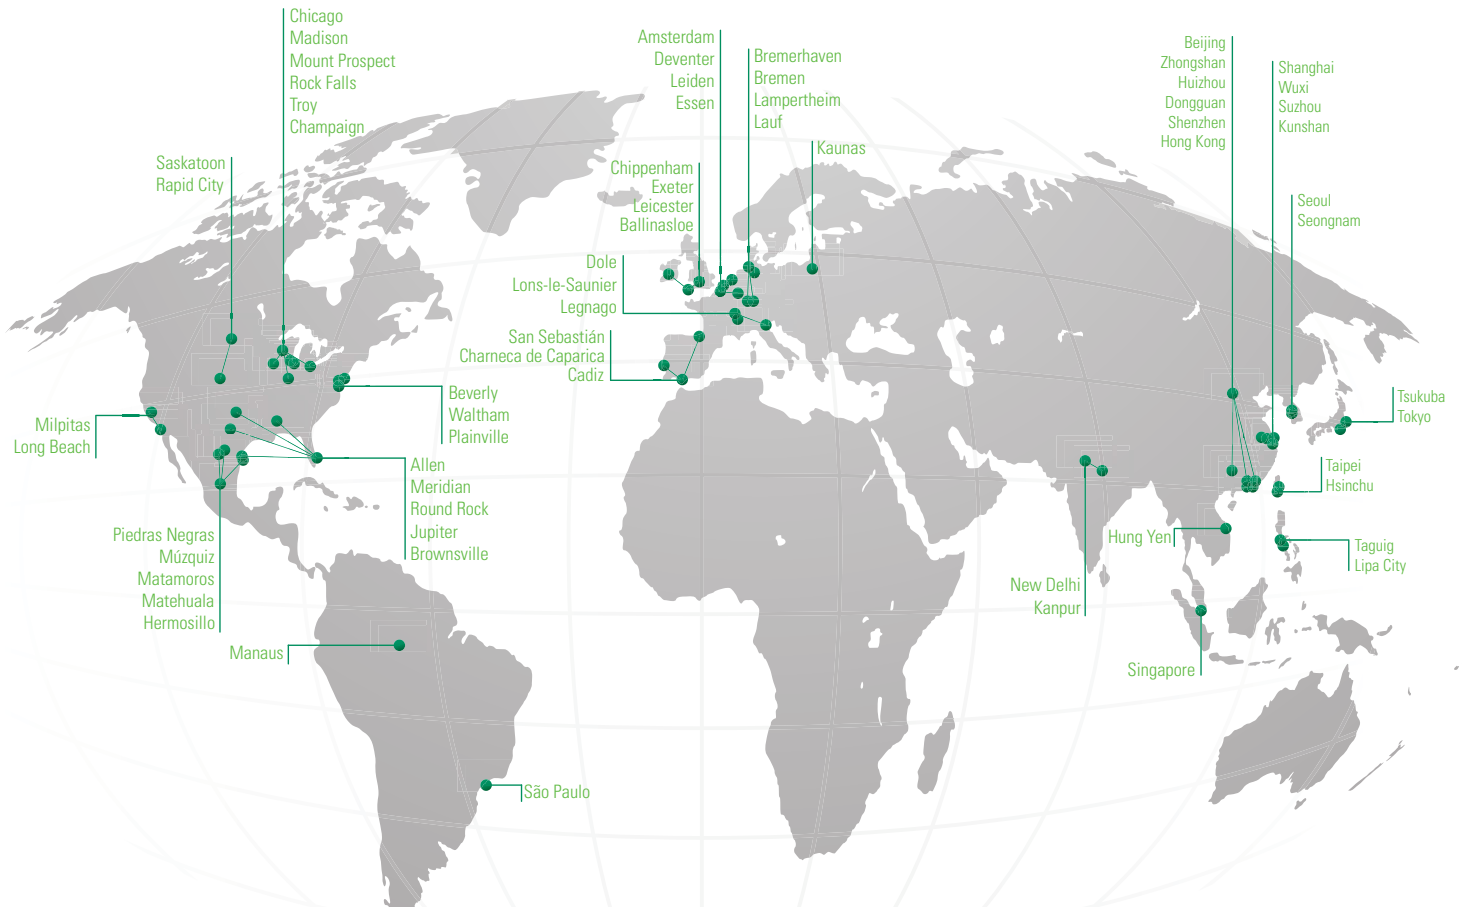 Chicago
Madison
Mount Prospect
Rock Falls
Troy
Champaign
Saskatoon
Rapid City
Amsterdam
Deventer
Leiden
Essen
Bremerhaven
Bremen
Lampertheim
Lauf
Kaunas
Chippenham
Exeter
Leicester
Ballinasloe
Dole
Lons-le-Saunier
Legnago
San Sebastián
Charneca de Caparica
Cadiz
Beijing
Zhongshan
Huizhou
Dongguan
Shenzhen
Hong Kong
Shanghai
Wuxi
Suzhou
Kunshan
Seoul
Seongnam
Tsukuba
Tokyo
Taipei
Hsinchu
Taguig
Lipa City
Hung Yen
New Delhi
Kanpur
Singapore
Milpitas
Long Beach
Beverly
Waltham
Plainville
Allen
Meridian
Round Rock
Jupiter
Brownsville
Piedras Negras
Múzquiz
Matamoros
Matehuala
Hermosillo
Manaus
São Paulo